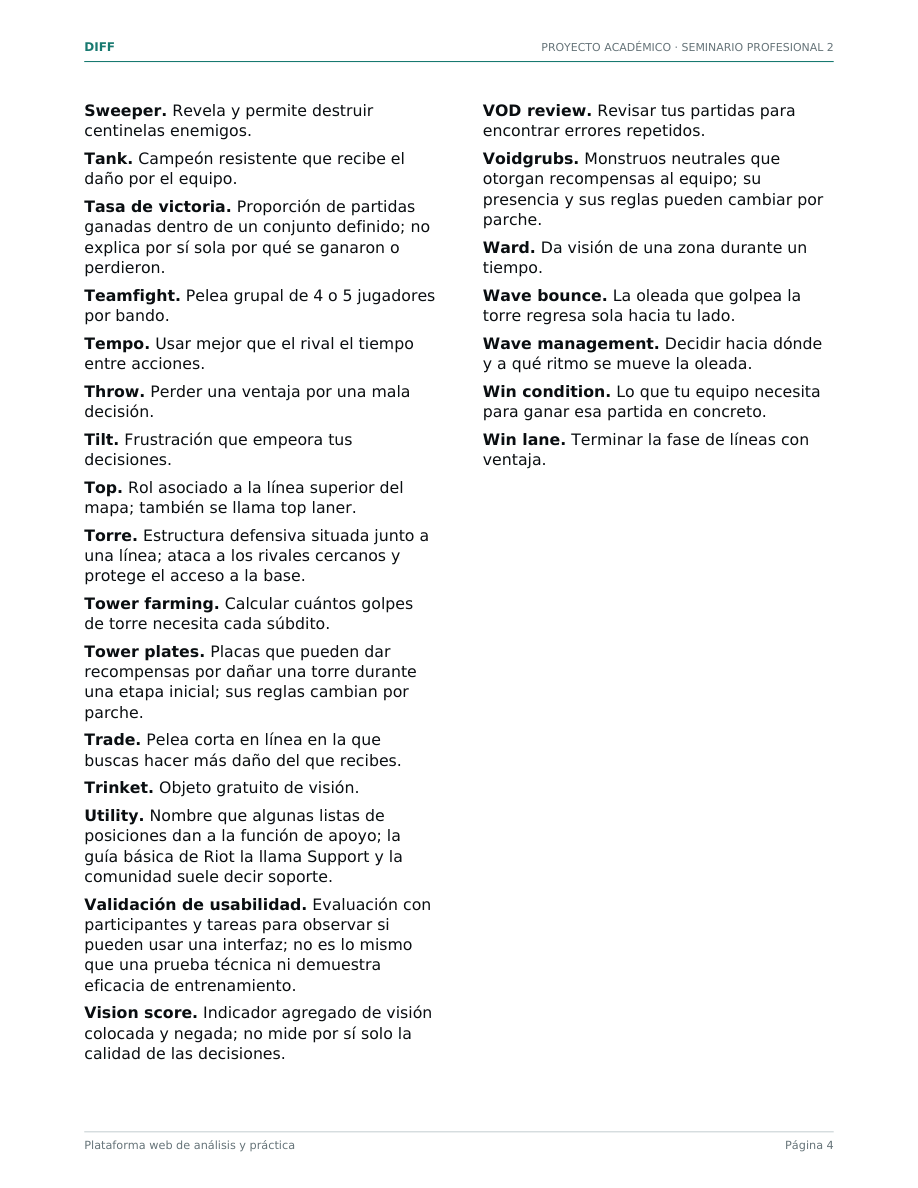 DIFF
PROYECTO ACADÉMICO · SEMINARIO PROFESIONAL 2
Sweeper. Revela y permite destruir
centinelas enemigos.
Tank. Campeón resistente que recibe el
daño por el equipo.
Tasa de victoria. Proporción de partidas
ganadas dentro de un conjunto definido; no
explica por sí sola por qué se ganaron o
perdieron.
Teamfight. Pelea grupal de 4 o 5 jugadores
por bando.
Tempo. Usar mejor que el rival el tiempo
entre acciones.
Throw. Perder una ventaja por una mala
decisión.
Tilt. Frustración que empeora tus
decisiones.
Top. Rol asociado a la línea superior del
mapa; también se llama top laner.
Torre. Estructura defensiva situada junto a
una línea; ataca a los rivales cercanos y
protege el acceso a la base.
Tower farming. Calcular cuántos golpes
de torre necesita cada súbdito.
Tower plates. Placas que pueden dar
recompensas por dañar una torre durante
una etapa inicial; sus reglas cambian por
parche.
Trade. Pelea corta en línea en la que
buscas hacer más daño del que recibes.
Trinket. Objeto gratuito de visión.
Utility. Nombre que algunas listas de
posiciones dan a la función de apoyo; la
guía básica de Riot la llama Support y la
comunidad suele decir soporte.
Validación de usabilidad. Evaluación con
participantes y tareas para observar si
pueden usar una interfaz; no es lo mismo
que una prueba técnica ni demuestra
eficacia de entrenamiento.
Vision score. Indicador agregado de visión
colocada y negada; no mide por sí solo la
calidad de las decisiones.
VOD review. Revisar tus partidas para
encontrar errores repetidos.
Voidgrubs. Monstruos neutrales que
otorgan recompensas al equipo; su
presencia y sus reglas pueden cambiar por
parche.
Ward. Da visión de una zona durante un
tiempo.
Wave bounce. La oleada que golpea la
torre regresa sola hacia tu lado.
Wave management. Decidir hacia dónde
y a qué ritmo se mueve la oleada.
Win condition. Lo que tu equipo necesita
para ganar esa partida en concreto.
Win lane. Terminar la fase de líneas con
ventaja.
Plataforma web de análisis y práctica
Página 4